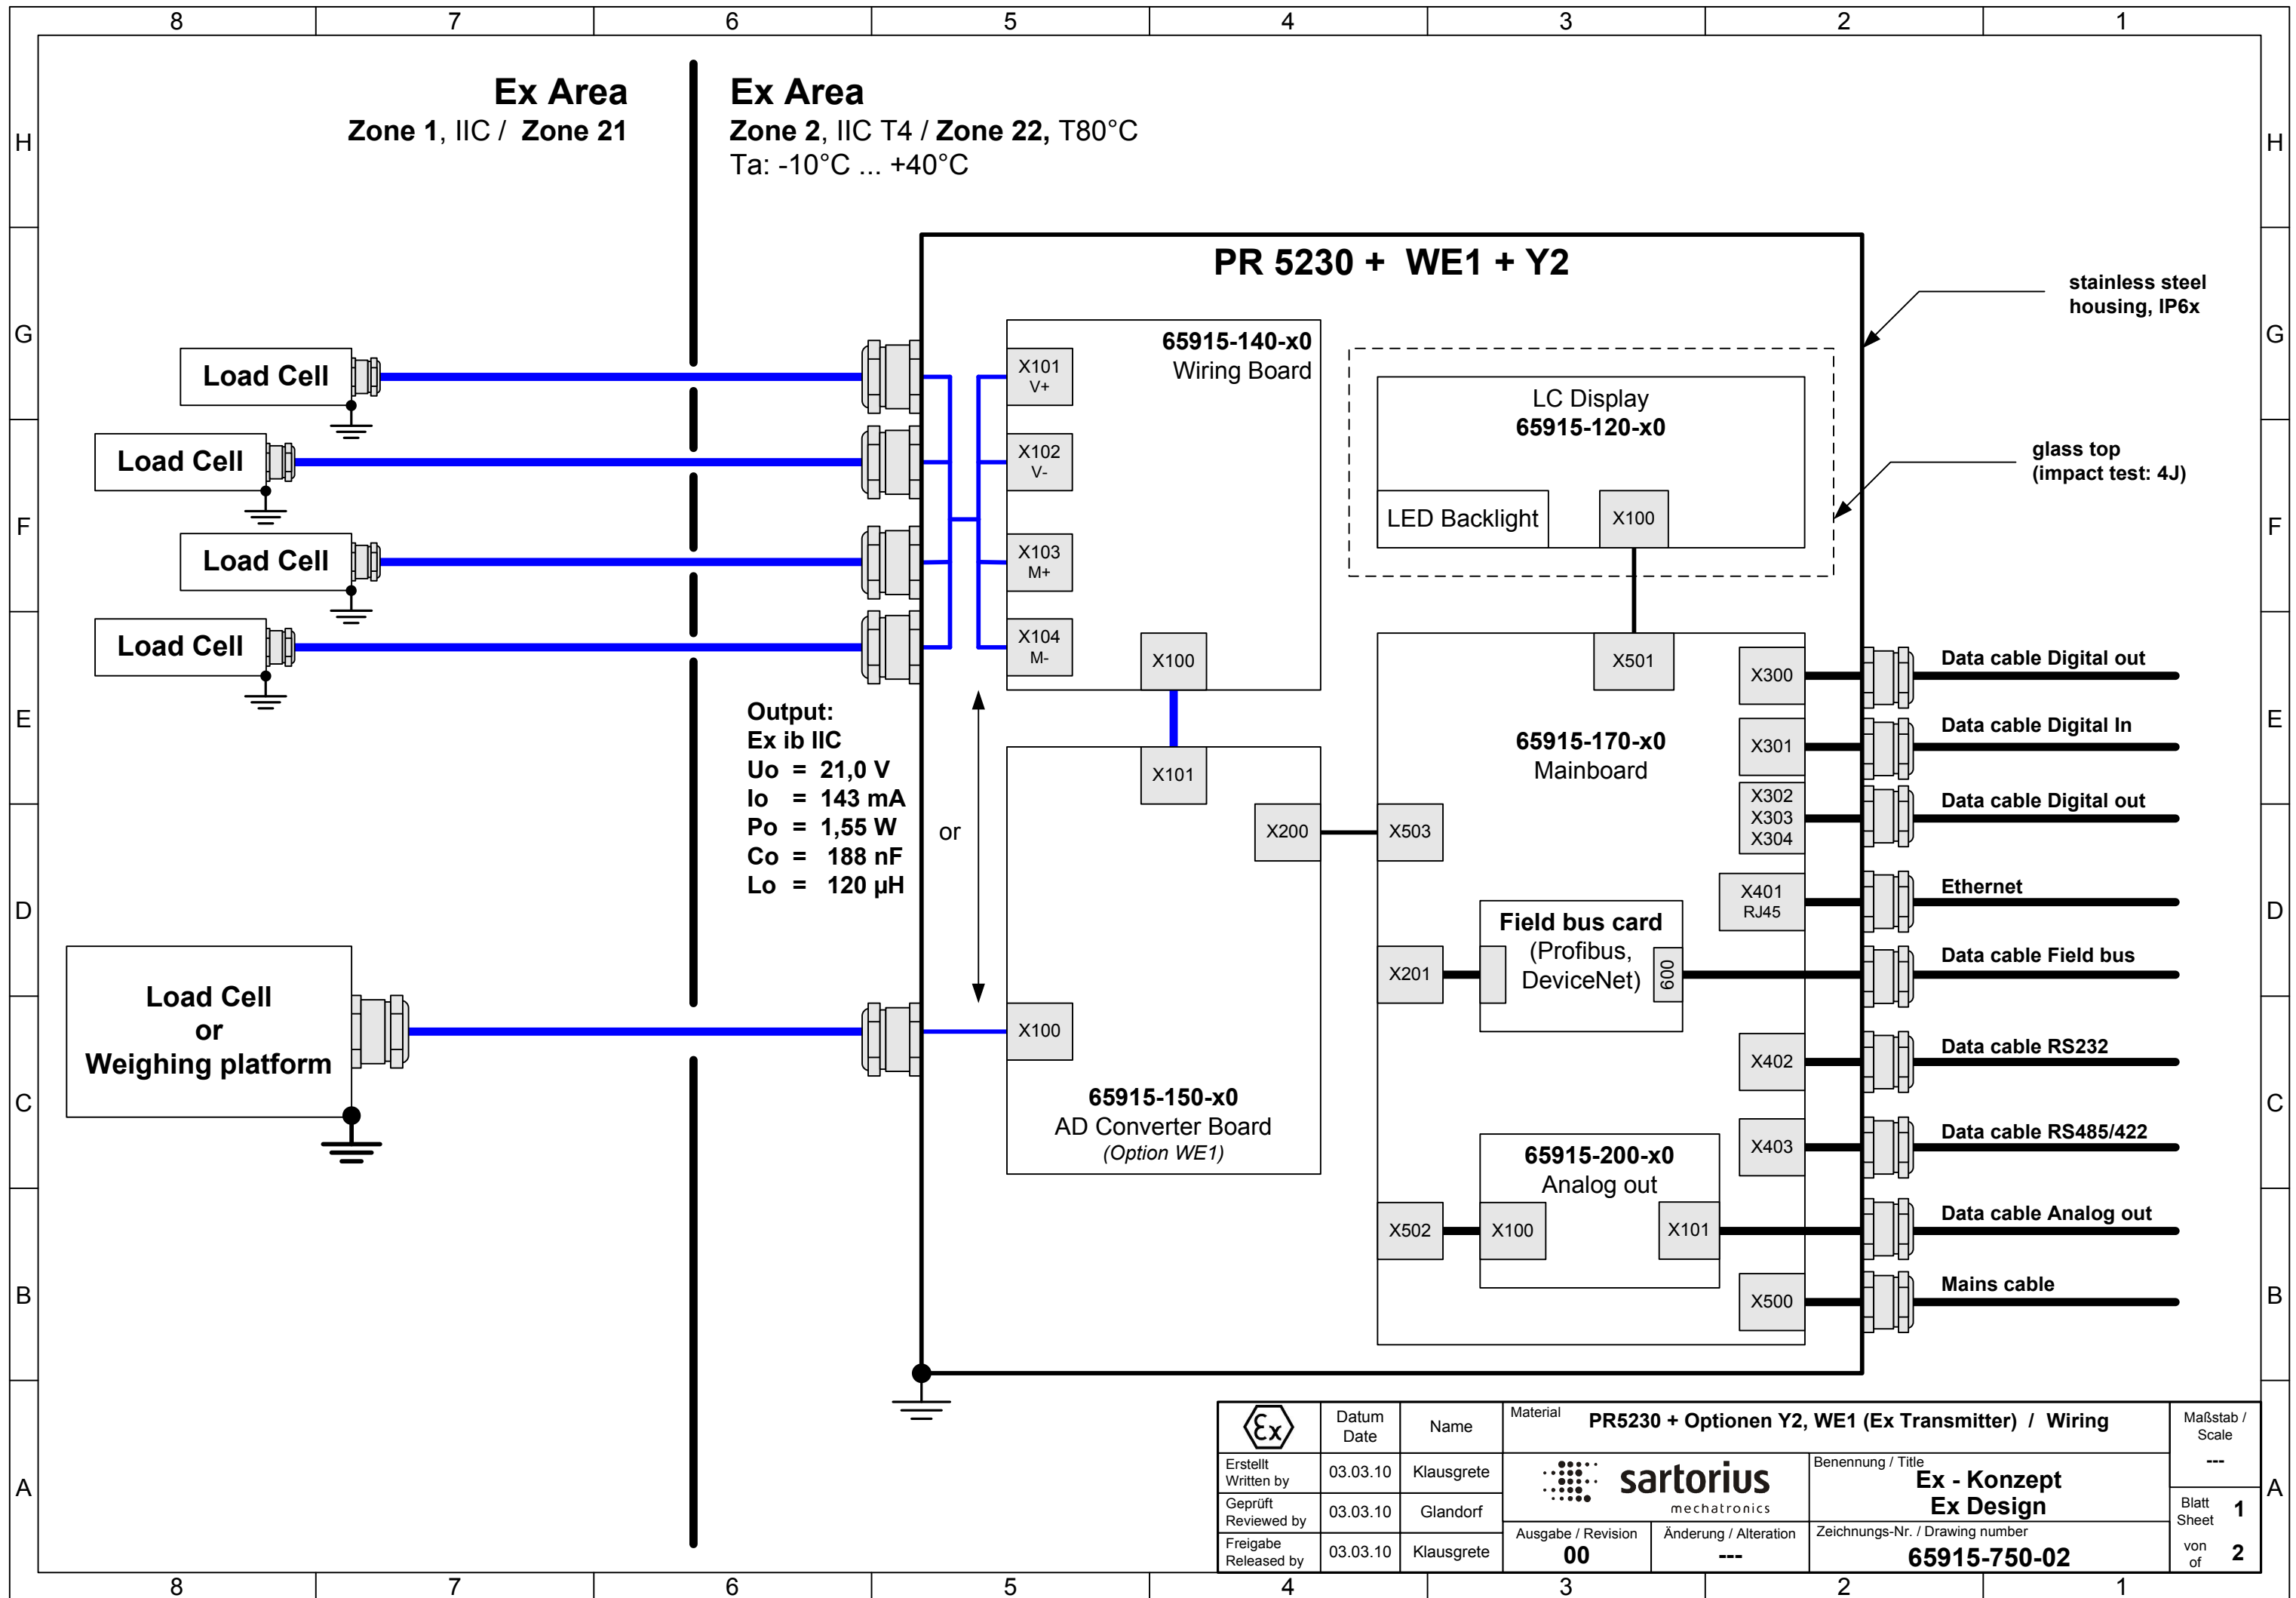 8 7 6 5 4 3 2 1
H H
G G
F F
E E
D D
C C
B B
A A
Ex Area
Zone 1, IIC / Zone 21
Ex Area
Zone 2, IIC T4 / Zone 22, T80°C
Ta: -10°C ... +40°C
PR 5230 + WE1 + Y2
stainless steel
housing, IP6x
glass top
(impact test: 4J)
Load Cell
Load Cell
Load Cell
Load Cell
65915-140-x0
Wiring Board
X101
V+
X102
V-
X103
M+
X104
M-
X100
LC Display
65915-120-x0
LED Backlight
X100
Output:
Ex ib IIC
Uo = 21,0 V
Io = 143 mA
Po = 1,55 W
Co = 188 nF
Lo = 120 µH
or
X101
X200
X100
65915-150-x0
AD Converter Board
(Option WE1)
Load Cell
or
Weighing platform
X501
65915-170-x0
Mainboard
X503
X201
X502
X300
X301
X302
X303
X304
X401
RJ45
Field bus card
(Profibus,
DeviceNet)
600
X402
X403
65915-200-x0
Analog out
X100
X101
X500
Data cable Digital out
Data cable Digital In
Data cable Digital out
Ethernet
Data cable Field bus
Data cable RS232
Data cable RS485/422
Data cable Analog out
Mains cable
Ex
Datum
Date
Name
Material
PR5230 + Optionen Y2, WE1 (Ex Transmitter) / Wiring
Maßstab /
Scale
---
Erstellt
Written by
03.03.10
Klausgrete
Geprüft
Reviewed by
03.03.10
Glandorf
Freigabe
Released by
03.03.10
Klausgrete
sartorius
mechatronics
Benennung / Title
Ex - Konzept
Ex Design
Ausgabe / Revision
00
Änderung / Alteration
---
Zeichnungs-Nr. / Drawing number
65915-750-02
Blatt
Sheet
1
von
of
2
8 7 6 5 4 3 2 1